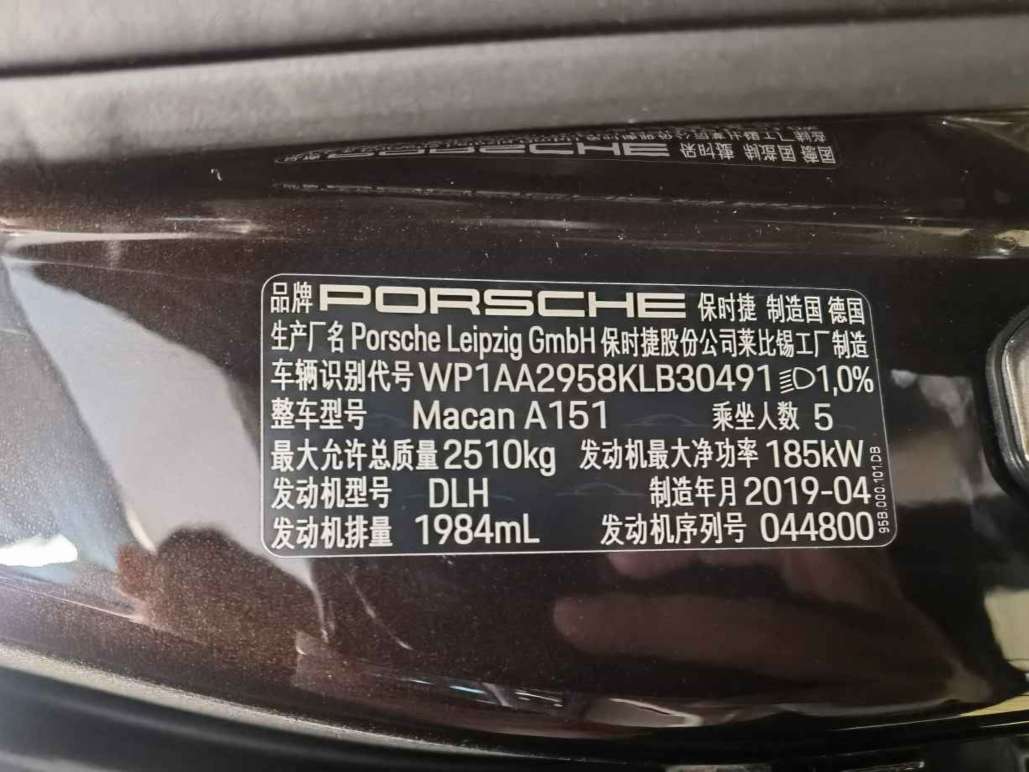 品牌 PORSCHE 保时捷 制造国 德国
生产厂名 Porsche Leipzig GmbH 保时捷股份公司莱比锡工厂制造
车辆识别代号 WP1AA2958KLB30491 1,0%
整车型号 Macan A151 乘坐人数 5
最大允许总质量 2510kg 发动机最大净功率 185kW
发动机型号 DLH 制造年月 2019-04
发动机排量 1984mL 发动机序列号 044800
95B.000.101.DB